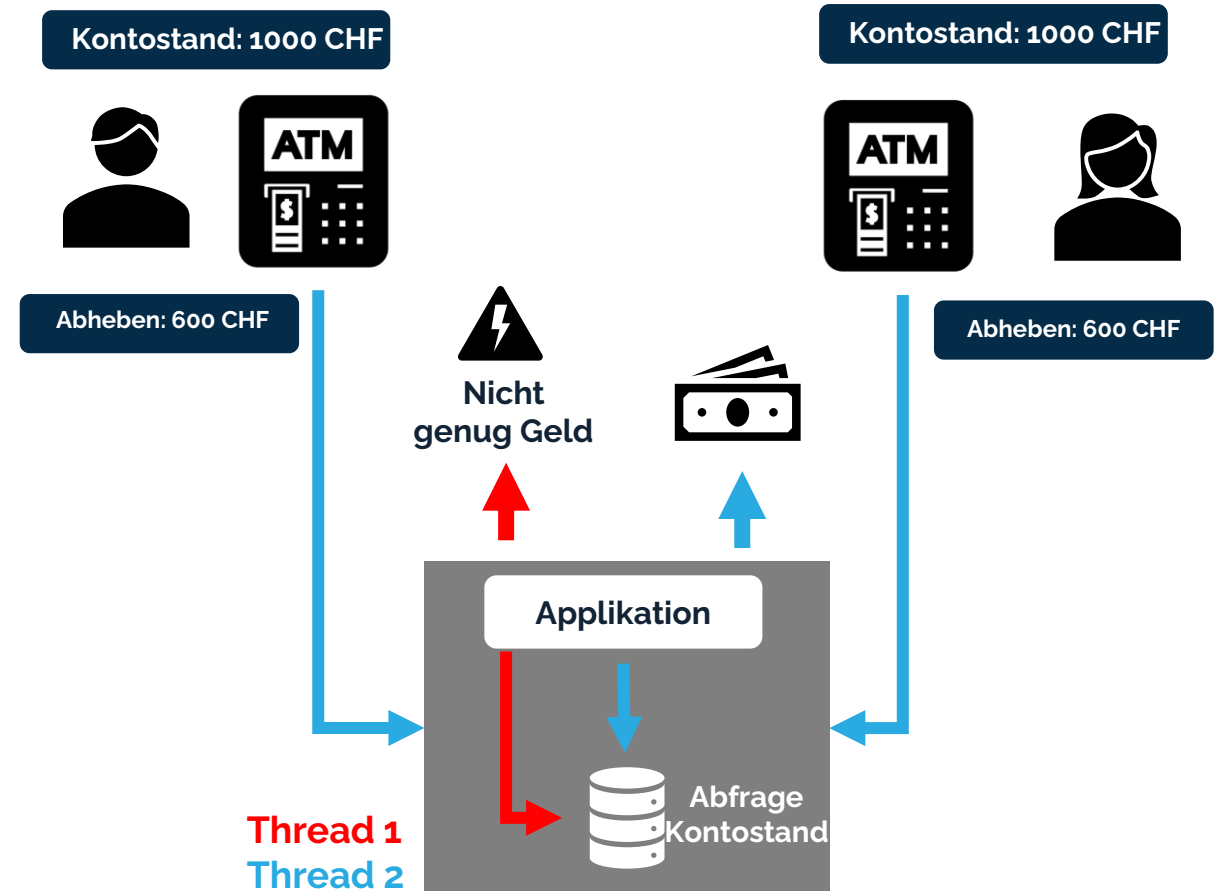 Kontostand: 1000 CHF
Kontostand: 1000 CHF
ATM
$
ATM
$
Abheben: 600 CHF
Abheben: 600 CHF
Nicht
genug Geld
Applikation
Abfrage
Kontostand
Thread 1
Thread 2